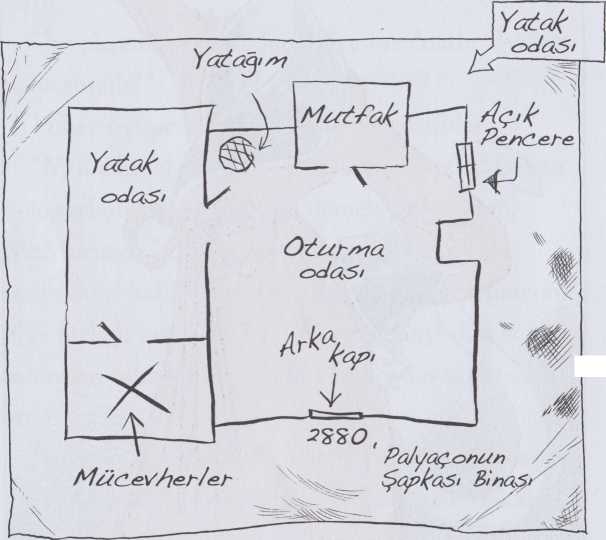 Yatak
odası
Yatağım
Mutfak
Açık
Pencere
Yatak
odası
Oturma
odası
Arka
kapı
2880,
Palyaçonun
Şapkası Binası
Mücevherler